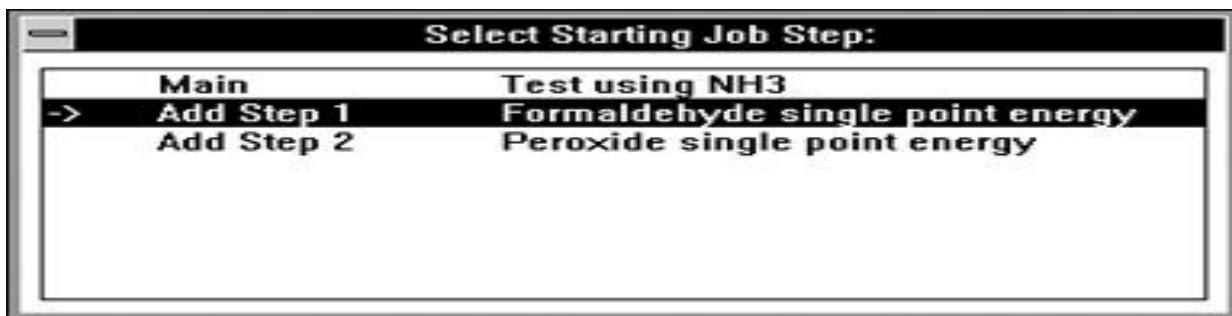 Select Starting Job Step:
Main Test using NH3
-> Add Step 1 Formaldehyde single point energy
Add Step 2 Peroxide single point energy